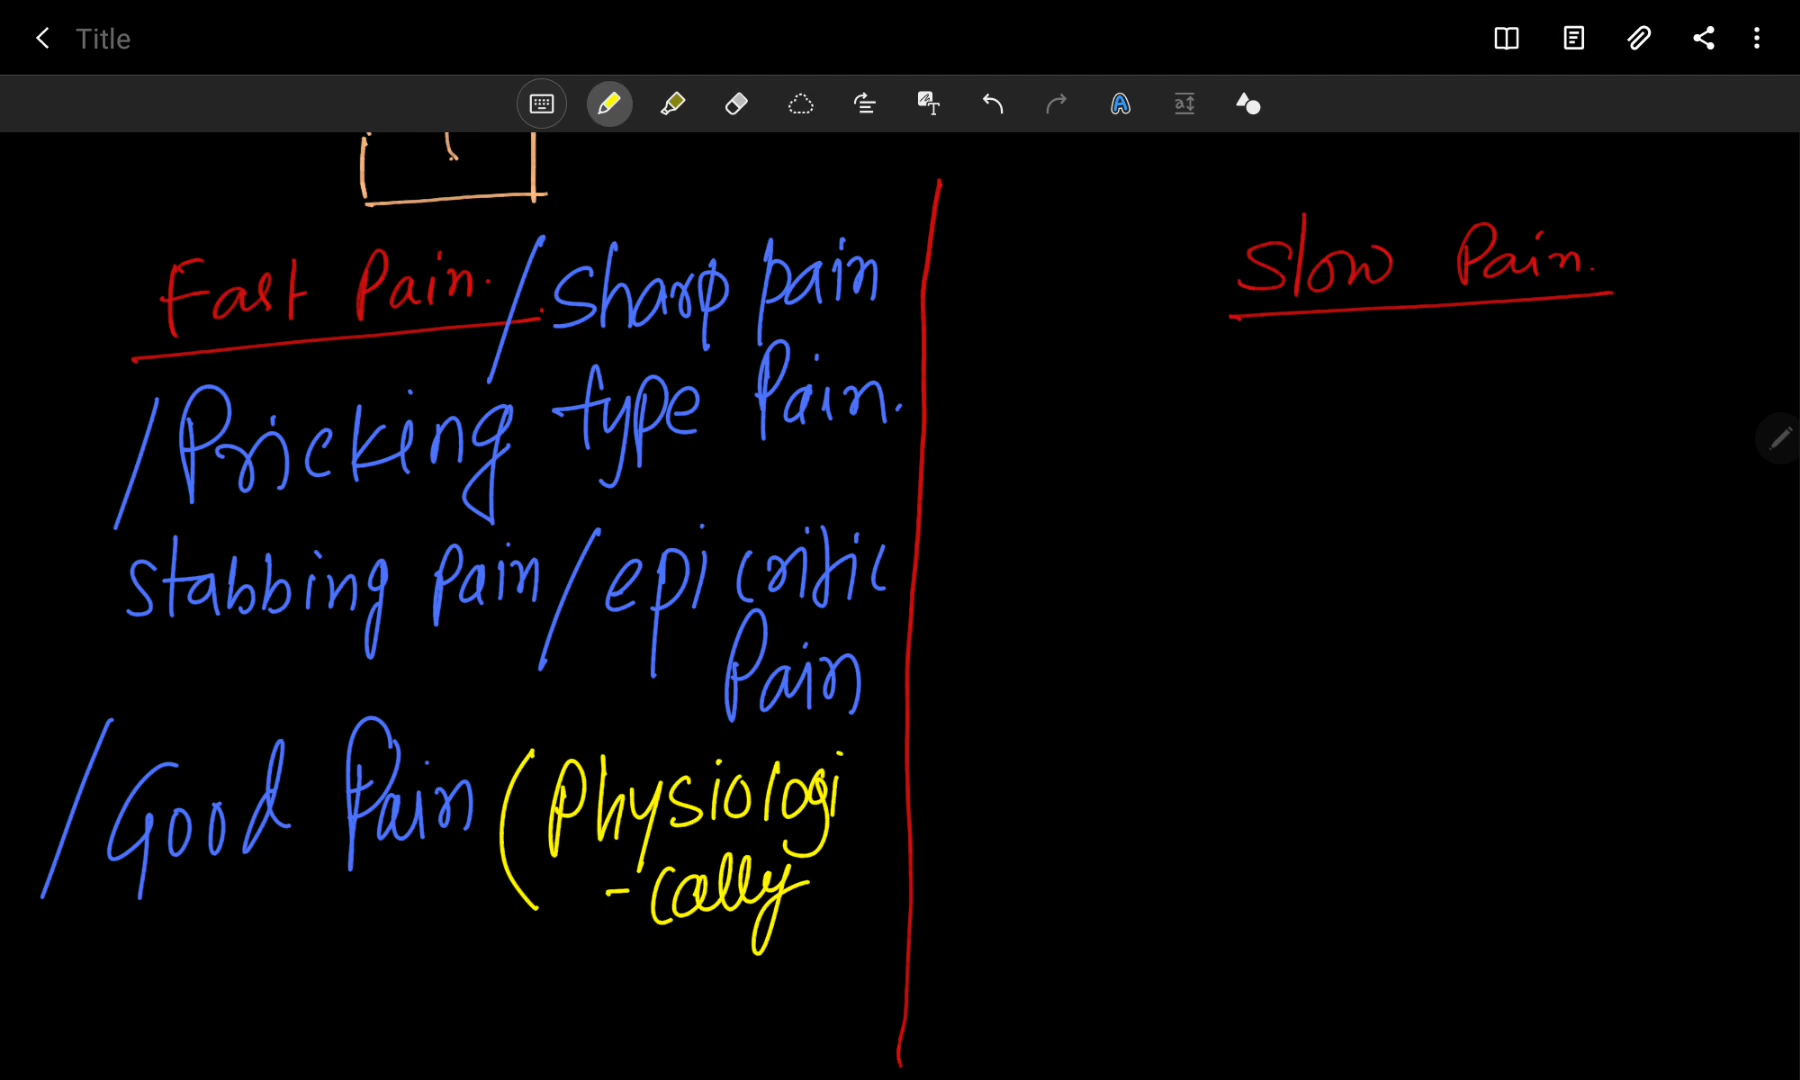 Title
Fast Pain. / Sharp pain
/ Pricking type Pain.
stabbing pain / epicritic
Pain
/ Good Pain (Physiologi
-cally
Slow Pain.